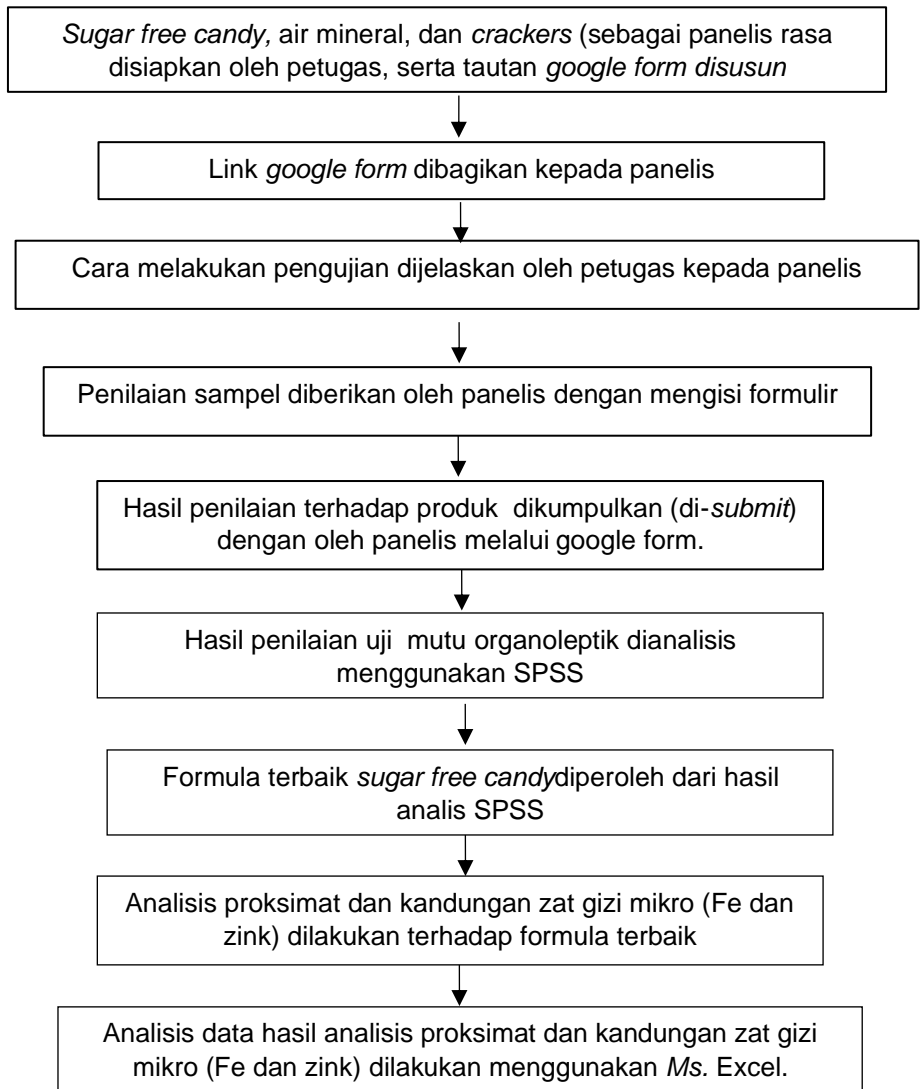 Sugar free candy, air mineral, dan crackers (sebagai panelis rasa
disiapkan oleh petugas, serta tautan google form disusun
Link google form dibagikan kepada panelis
Cara melakukan pengujian dijelaskan oleh petugas kepada panelis
Penilaian sampel diberikan oleh panelis dengan mengisi formulir
Hasil penilaian terhadap produk dikumpulkan (di-submit)
dengan oleh panelis melalui google form.
Hasil penilaian uji mutu organoleptik dianalisis
menggunakan SPSS
Formula terbaik sugar free candydiperoleh dari hasil
analis SPSS
Analisis proksimat dan kandungan zat gizi mikro (Fe dan
zink) dilakukan terhadap formula terbaik
Analisis data hasil analisis proksimat dan kandungan zat gizi
mikro (Fe dan zink) dilakukan menggunakan Ms. Excel.